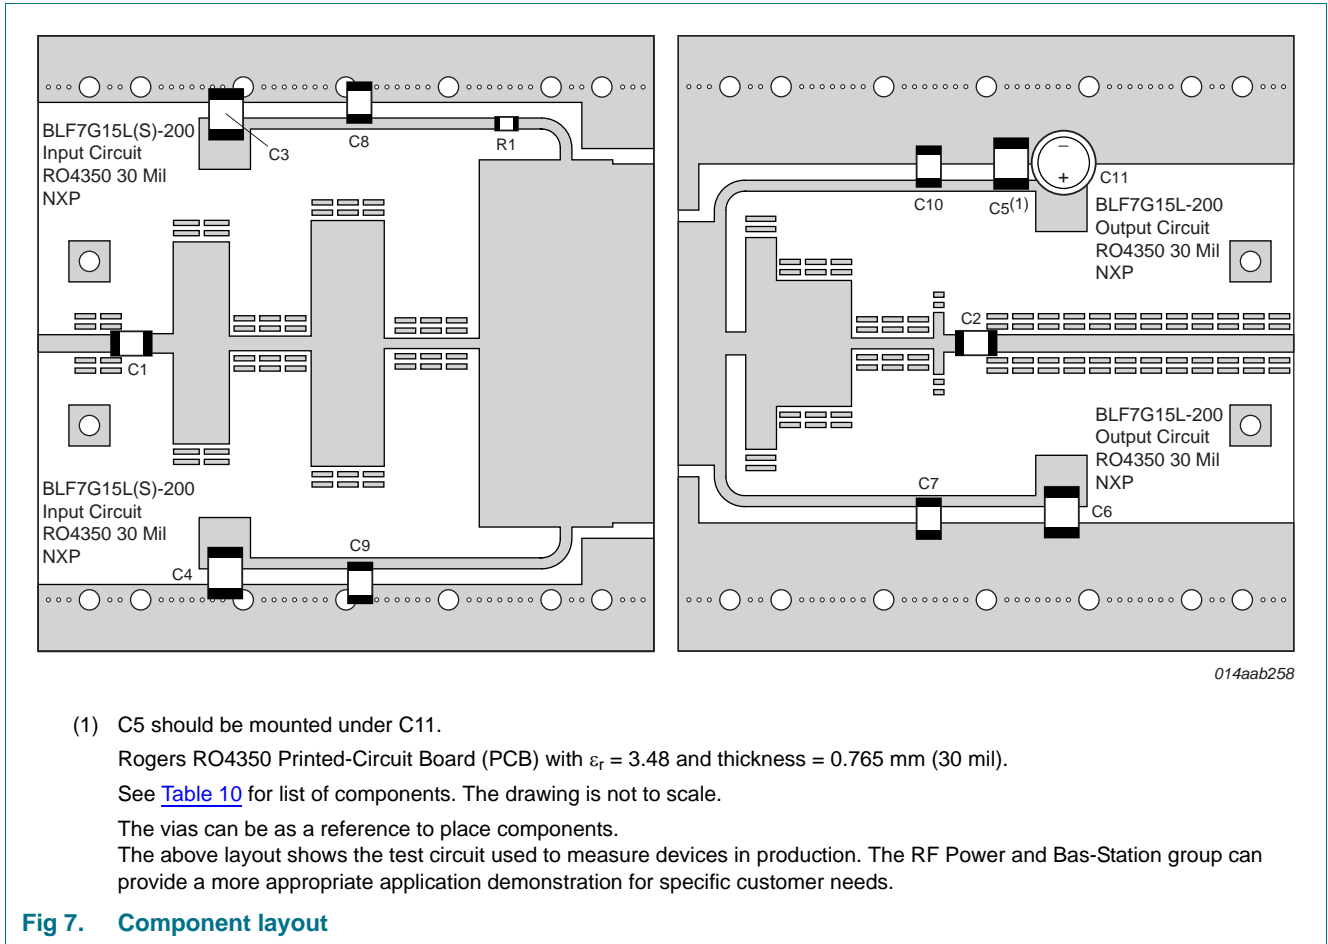 BLF7G15L(S)-200
Input Circuit
RO4350 30 Mil
NXP
C3
C8
R1
C1
BLF7G15L(S)-200
Input Circuit
RO4350 30 Mil
NXP
C4
C9
C10
C5(1)
C11
−
+
BLF7G15L-200
Output Circuit
RO4350 30 Mil
NXP
C2
BLF7G15L-200
Output Circuit
RO4350 30 Mil
NXP
C7
C6
014aab258
(1) C5 should be mounted under C11.
Rogers RO4350 Printed-Circuit Board (PCB) with εr = 3.48 and thickness = 0.765 mm (30 mil).
See Table 10 for list of components. The drawing is not to scale.
The vias can be as a reference to place components.
The above layout shows the test circuit used to measure devices in production. The RF Power and Bas-Station group can
provide a more appropriate application demonstration for specific customer needs.
Fig 7. Component layout